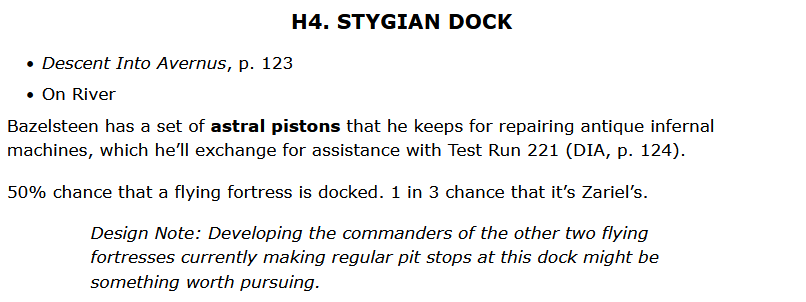 H4. STYGIAN DOCK
• Descent Into Avernus, p. 123
• On River
Bazelsteen has a set of astral pistons that he keeps for repairing antique infernal
machines, which he'll exchange for assistance with Test Run 221 (DIA, p. 124).
50% chance that a flying fortress is docked. 1 in 3 chance that it's Zariel's.
Design Note: Developing the commanders of the other two flying
fortresses currently making regular pit stops at this dock might be
something worth pursuing.